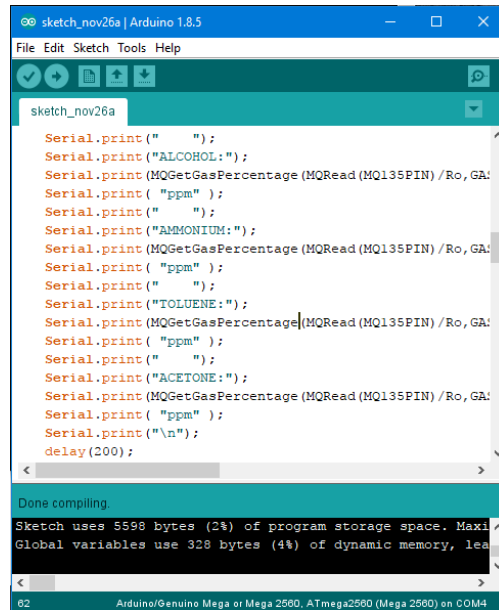 sketch_nov26a | Arduino 1.8.5
File Edit Sketch Tools Help
sketch_nov26a
Serial.print("    ");
Serial.print("ALCOHOL:");
Serial.print(MQGetGasPercentage(MQRead(MQ135PIN)/Ro,GAS
Serial.print( "ppm" );
Serial.print("    ");
Serial.print("AMMONIUM:");
Serial.print(MQGetGasPercentage(MQRead(MQ135PIN)/Ro,GAS
Serial.print( "ppm" );
Serial.print("    ");
Serial.print("TOLUENE:");
Serial.print(MQGetGasPercentage(MQRead(MQ135PIN)/Ro,GAS
Serial.print( "ppm" );
Serial.print("    ");
Serial.print("ACETONE:");
Serial.print(MQGetGasPercentage(MQRead(MQ135PIN)/Ro,GAS
Serial.print( "ppm" );
Serial.print("\n");
delay(200);
Done compiling.
Sketch uses 5598 bytes (2%) of program storage space. Maxi
Global variables use 328 bytes (4%) of dynamic memory, lea
62 Arduino/Genuino Mega or Mega 2560, ATmega2560 (Mega 2560) on COM4